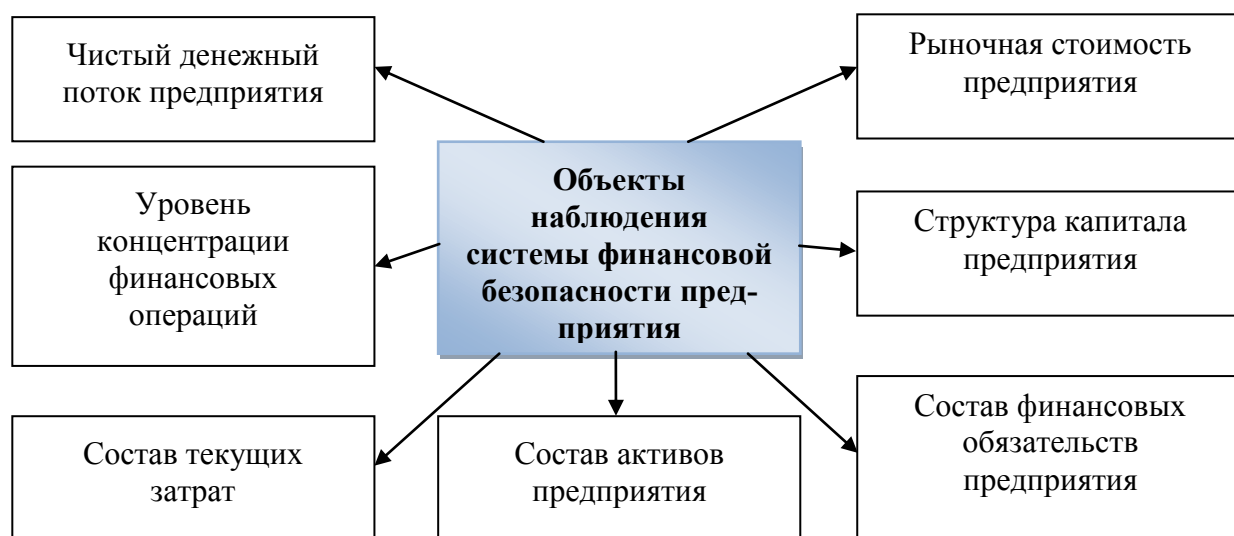 Чистый денежный
поток предприятия
Рыночная стоимость
предприятия
Объекты
наблюдения
системы финансовой
безопасности пред-
приятия
Уровень
концентрации
финансовых
операций
Структура капитала
предприятия
Состав текущих
затрат
Состав активов
предприятия
Состав финансовых
обязательств
предприятия